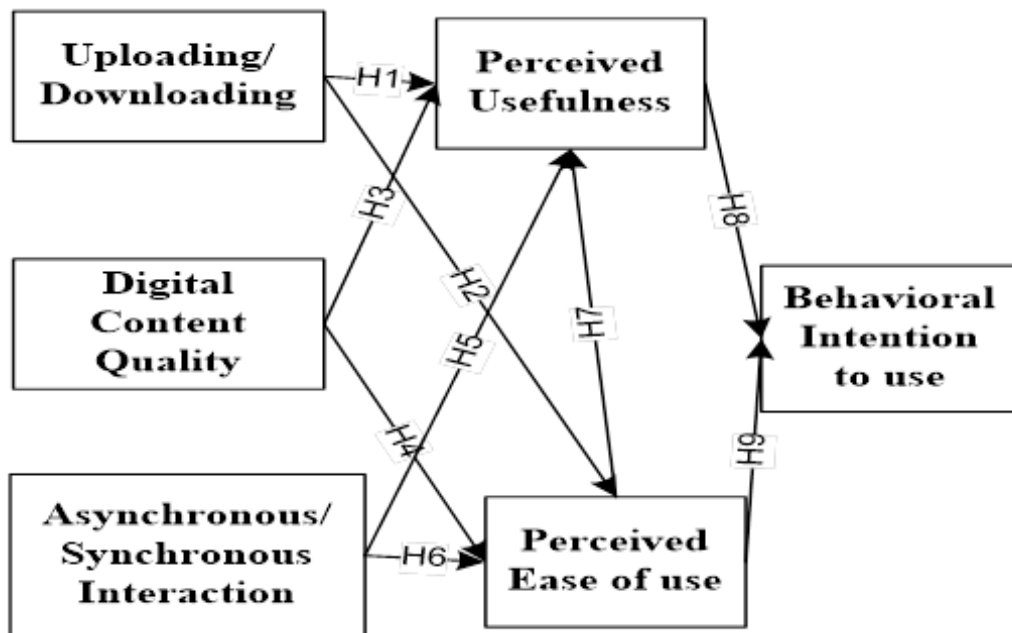 Uploading/
Downloading
H1
Perceived
Usefulness
H3
H8
Digital
Content
Quality
H2
H5
H7
Behavioral
Intention
to use
H4
H9
Asynchronous/
Synchronous
Interaction
H6
Perceived
Ease of use